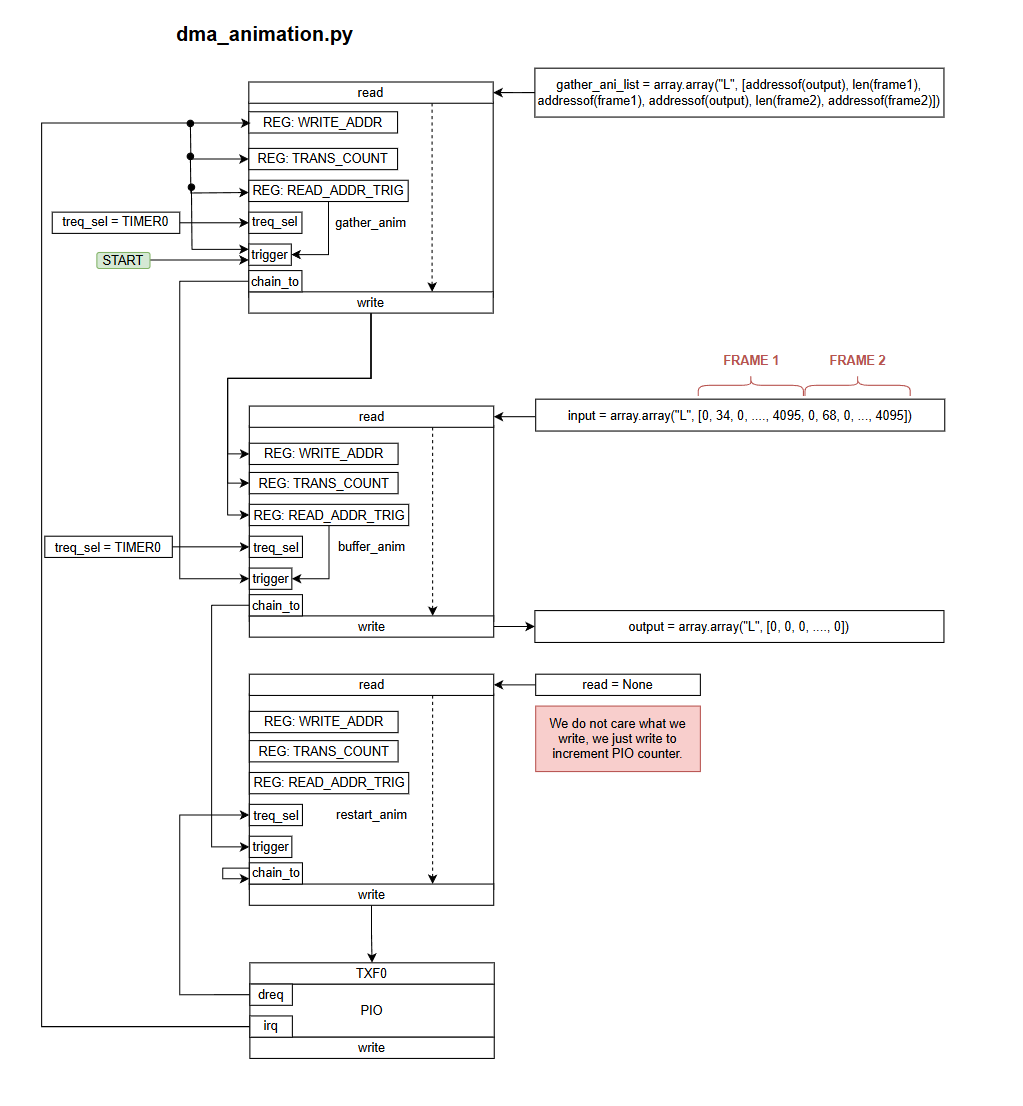 dma_animation.py
read
gather_ani_list = array.array("L", [addressof(output), len(frame1),
addressof(frame1), addressof(output), len(frame2), addressof(frame2)])
REG: WRITE_ADDR
REG: TRANS_COUNT
REG: READ_ADDR_TRIG
treq_sel = TIMER0
treq_sel
gather_anim
START
trigger
chain_to
write
FRAME 1
FRAME 2
read
input = array.array("L", [0, 34, 0, ...., 4095, 0, 68, 0, ..., 4095])
REG: WRITE_ADDR
REG: TRANS_COUNT
REG: READ_ADDR_TRIG
treq_sel = TIMER0
treq_sel
buffer_anim
trigger
chain_to
write
output = array.array("L", [0, 0, 0, ...., 0])
read
read = None
REG: WRITE_ADDR
We do not care what we
write, we just write to
increment PIO counter.
REG: TRANS_COUNT
REG: READ_ADDR_TRIG
treq_sel
restart_anim
trigger
chain_to
write
TXF0
dreq
PIO
irq
write